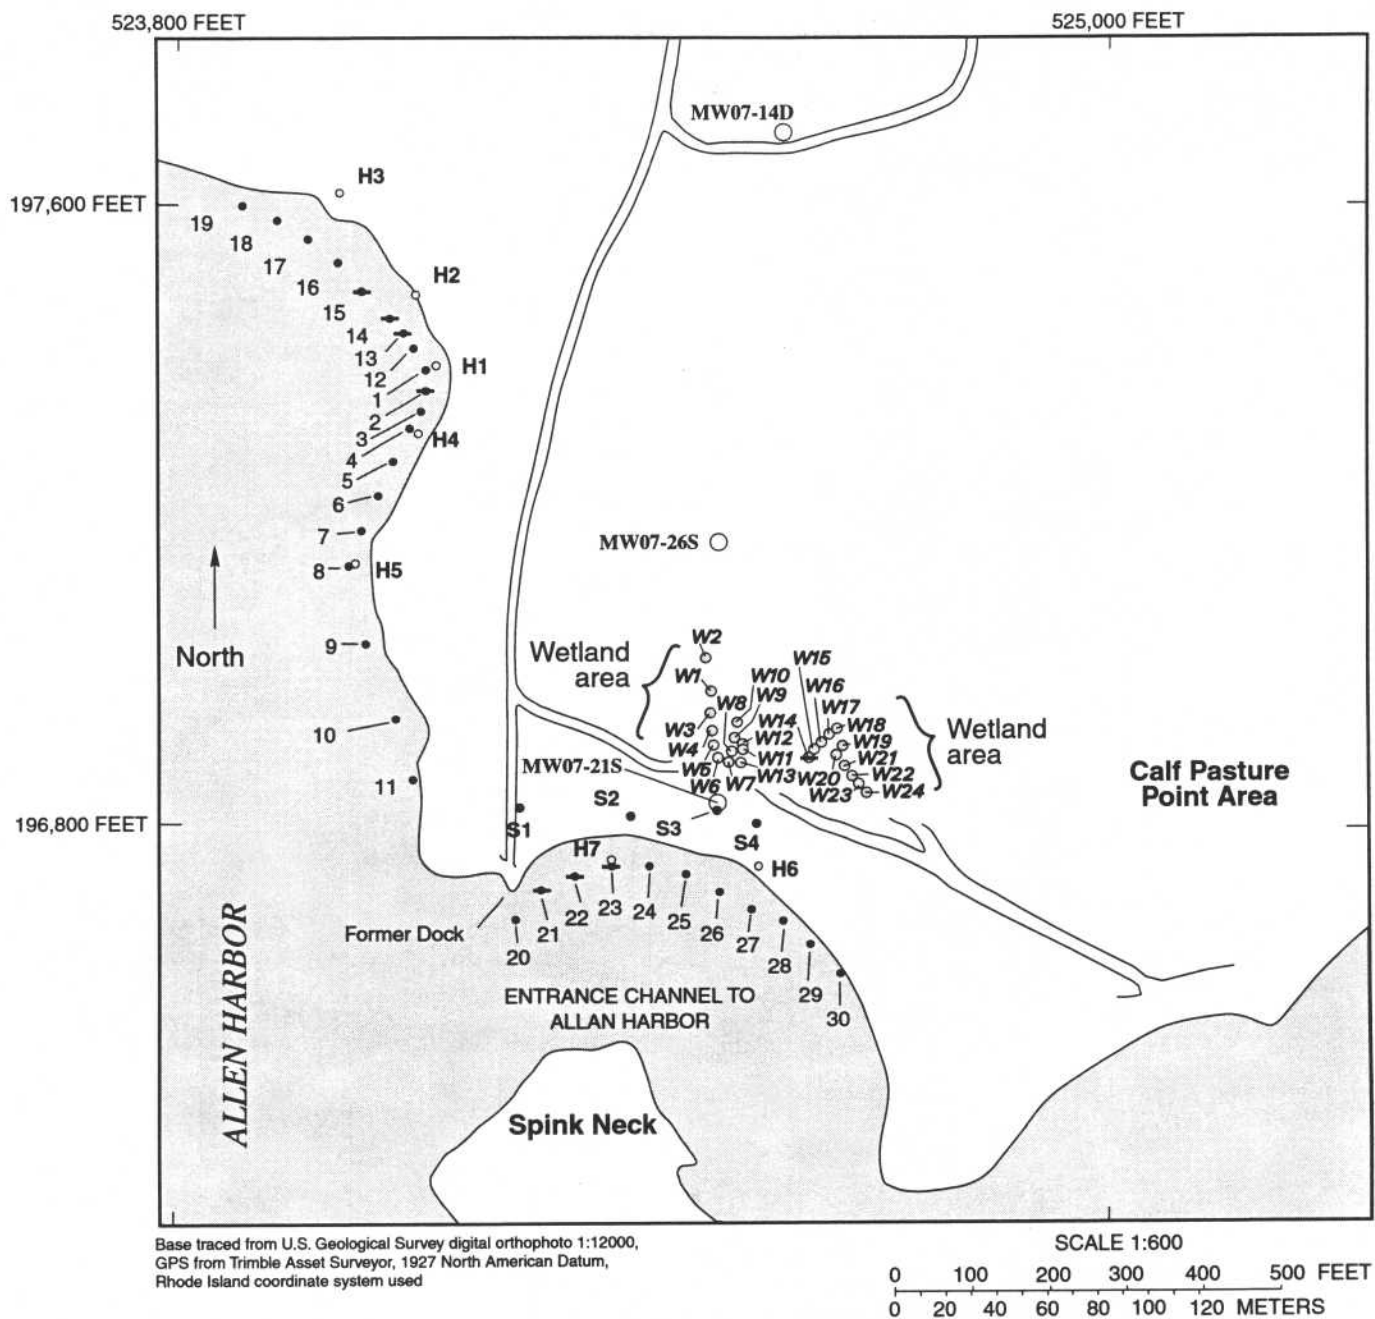 523,800 FEET
525,000 FEET
MW07-14D
H3
197,600 FEET
19
18
17
16
H2
15
14
13
H1
12
1
2
3
H4
4
5
6
7
MW07-26S
8
H5
9
North
Wetland
area
W2
W1
W15
W10
W16
W8
W9
W17
W3
W14
W18
W4
W12
W19
W5
W11
W21
W6
W7
W13
W20
W22
W23
W24
Wetland
area
10
11
MW07-21S
Calf Pasture
Point Area
196,800 FEET
S1
S2
S3
S4
H7
H6
Former Dock
20
21
22
23
24
25
26
27
28
29
30
ENTRANCE CHANNEL TO
ALLAN HARBOR
ALLEN HARBOR
Spink Neck
Base traced from U.S. Geological Survey digital orthophoto 1:12000,
GPS from Trimble Asset Surveyor, 1927 North American Datum,
Rhode Island coordinate system used
SCALE 1:600
0 100 200 300 400 500 FEET
0 20 40 60 80 100 120 METERS